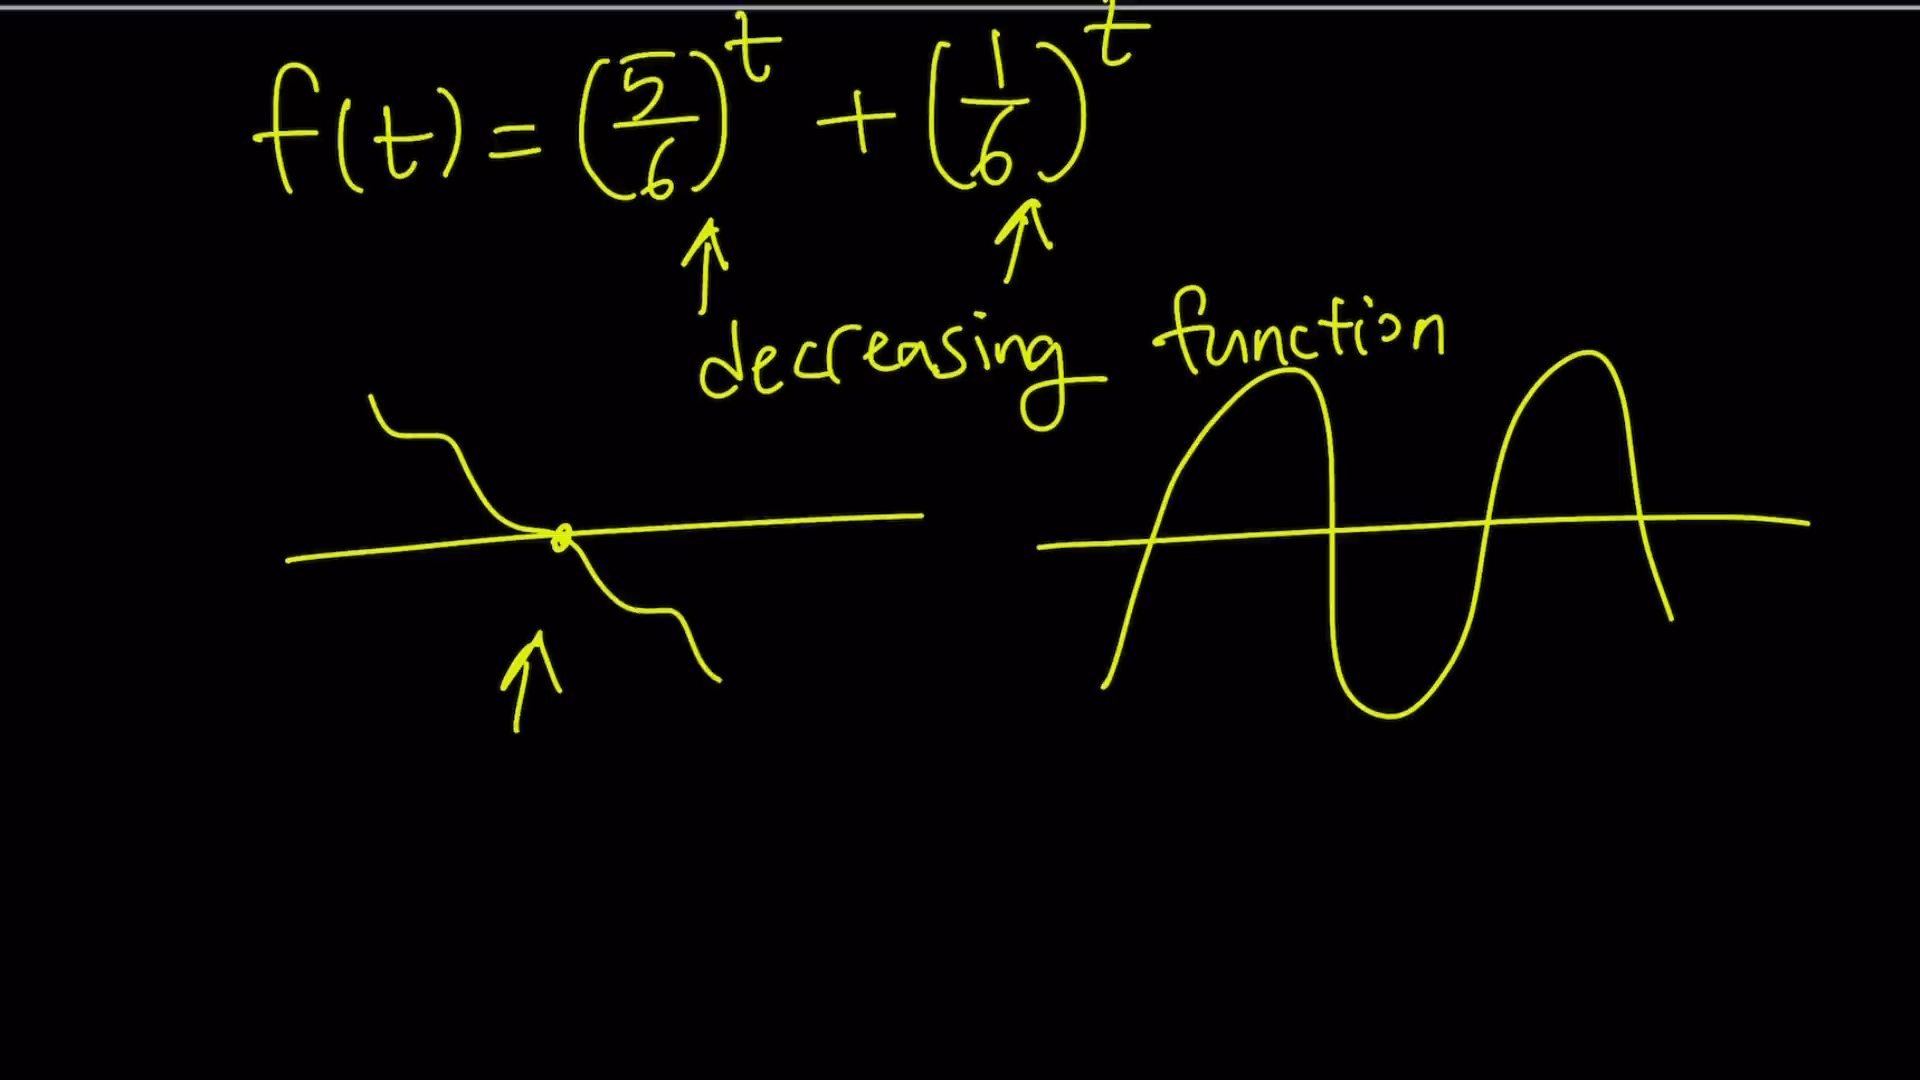 f(t) = (5/6)^t + (1/6)^t
decreasing function